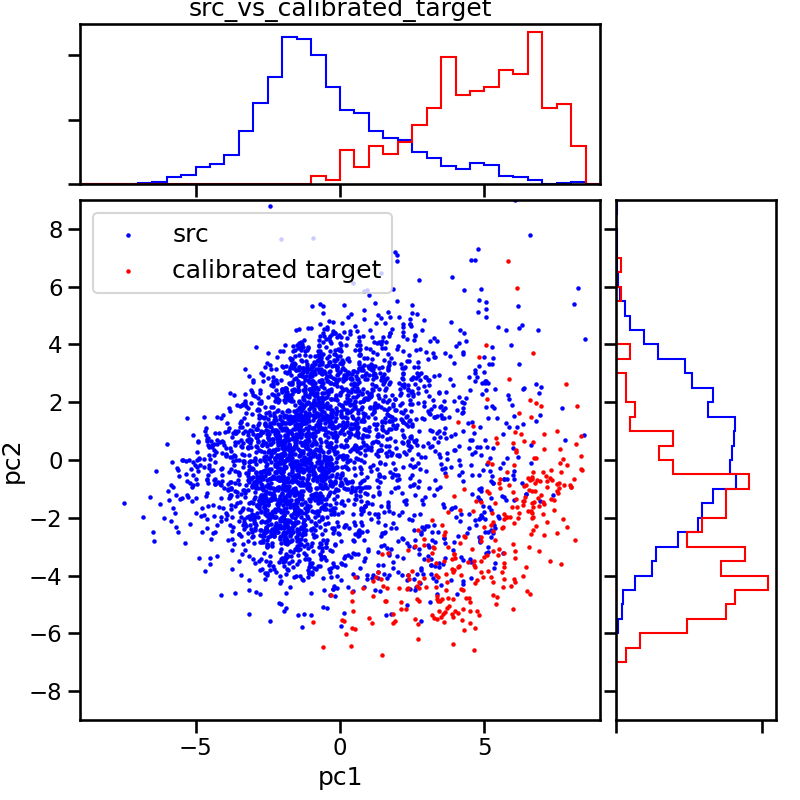 src_vs_calibrated_target
src
calibrated target
8
6
4
2
0
−2
−4
−6
−8
pc2
−5
0
5
pc1